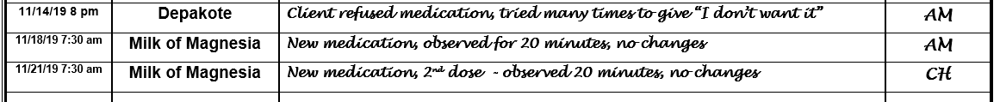 11/14/19 8 pm Depakote Client refused medication, tried many times to give “I don’t want it” AM
11/18/19 7:30 am Milk of Magnesia New medication, observed for 20 minutes, no changes AM
11/21/19 7:30 am Milk of Magnesia New medication, 2nd dose - observed 20 minutes, no changes CH